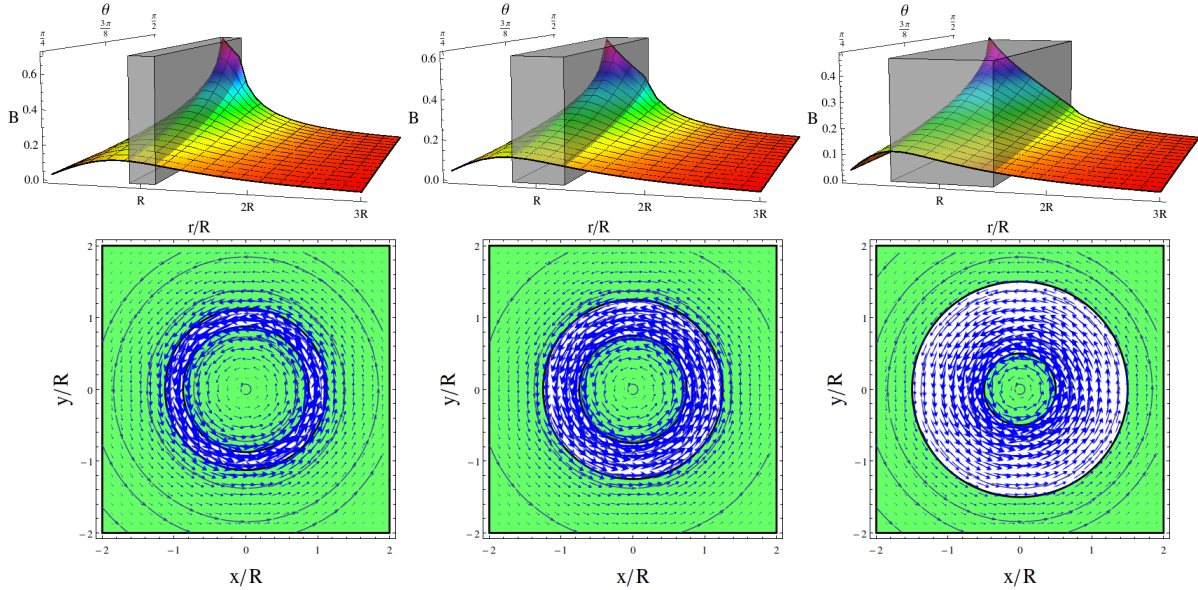 θ θ θ
π/4 3π/8 π/2 π/4 3π/8 π/2 π/4 3π/8 π/2
0.6 0.6 0.4
0.4 0.4 0.3
B B B
0.2 0.2 0.2
0.1
0.0 0.0 0.0
R 2R 3R R 2R 3R R 2R 3R
r/R r/R r/R
2 2 2
1 1 1
y/R 0 y/R 0 y/R 0
-1 -1 -1
-2 -2 -2
-2 -1 0 1 2 -2 -1 0 1 2 -2 -1 0 1 2
x/R x/R x/R